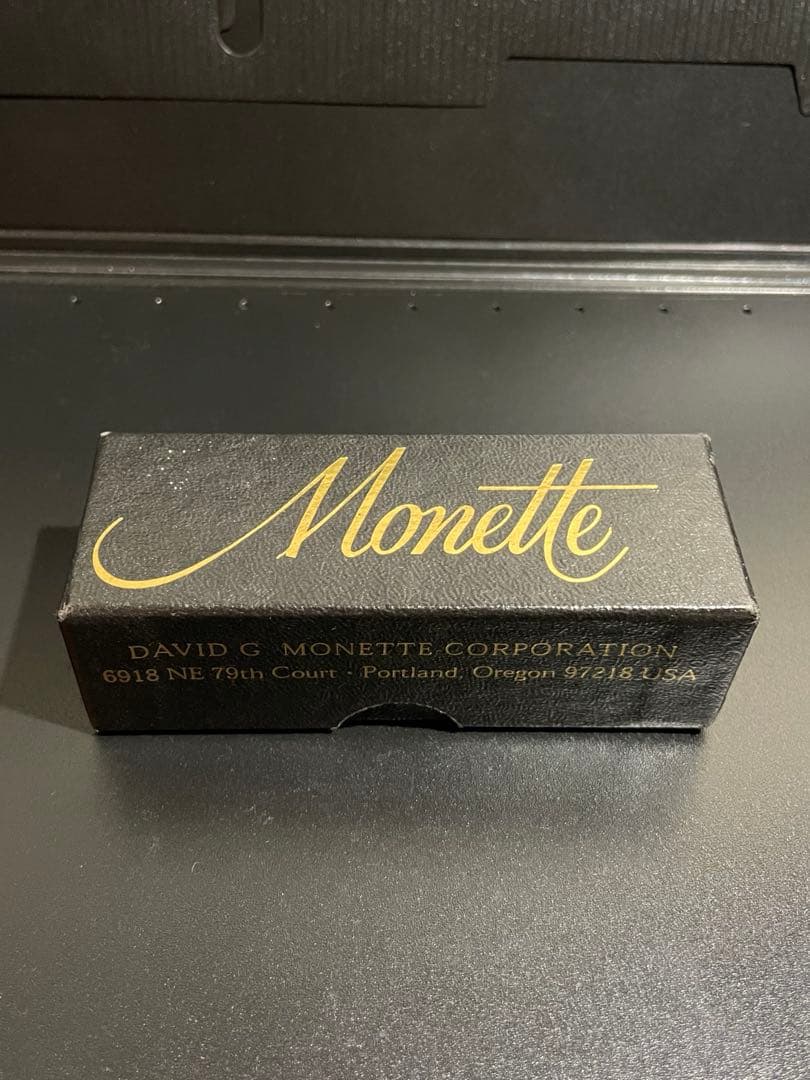 Monette
DAVID G MONETTE CORPORATION
6918 NE 79th Court · Portland, Oregon 97218 USA